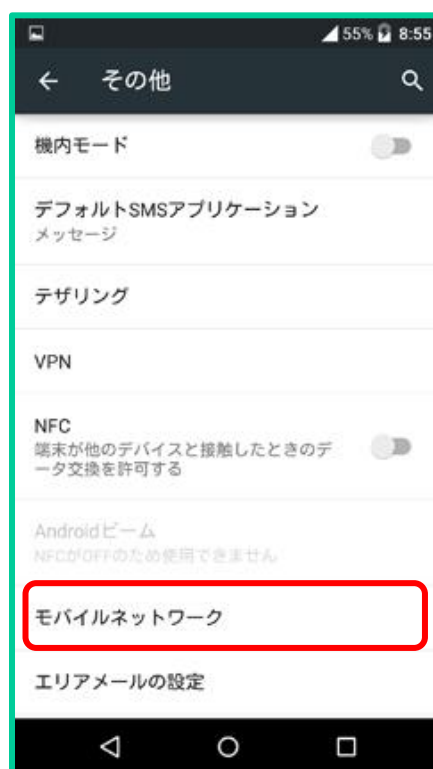 55% 8:55
その他
機内モード
デフォルトSMSアプリケーション
メッセージ
テザリング
VPN
NFC
端末が他のデバイスと接触したときのデ
ータ交換を許可する
Androidビーム
NFCがOFFのため使用できません
モバイルネットワーク
エリアメールの設定